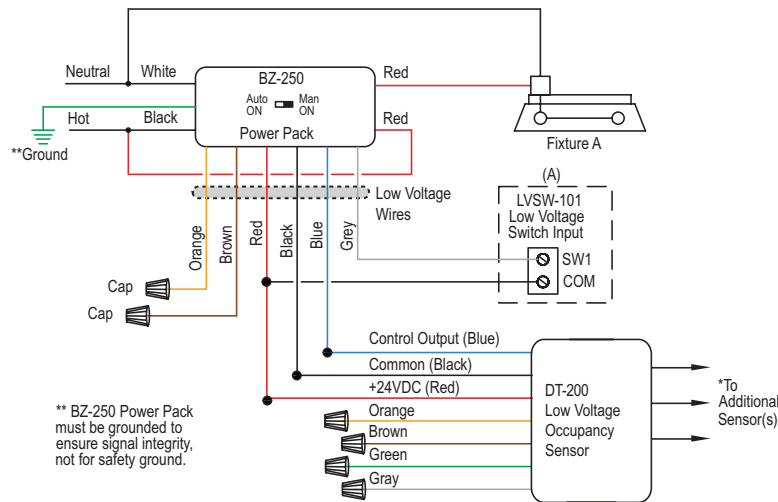 Neutral
White
BZ-250
Auto
ON
Man
ON
Power Pack
Red
Hot
Black
Red
**Ground
Fixture A
Low Voltage
Wires
Orange
Brown
Red
Black
Blue
Grey
(A)
LVSW-101
Low Voltage
Switch Input
SW1
COM
Cap
Cap
Control Output (Blue)
Common (Black)
+24VDC (Red)
Orange
Brown
Green
Gray
DT-200
Low Voltage
Occupancy
Sensor
*To
Additional
Sensor(s)
** BZ-250 Power Pack
must be grounded to
ensure signal integrity,
not for safety ground.